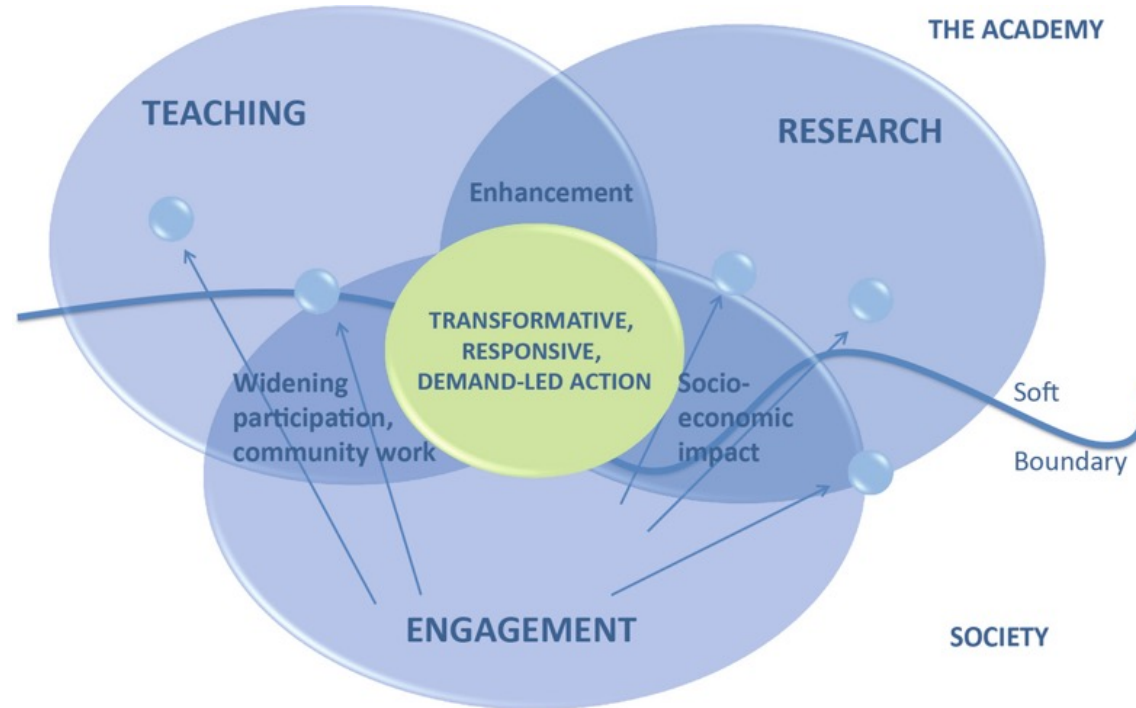 THE ACADEMY
TEACHING
RESEARCH
Enhancement
TRANSFORMATIVE,
RESPONSIVE,
DEMAND-LED ACTION
Widening
participation,
community work
Socio-
economic
impact
Soft
Boundary
ENGAGEMENT
SOCIETY